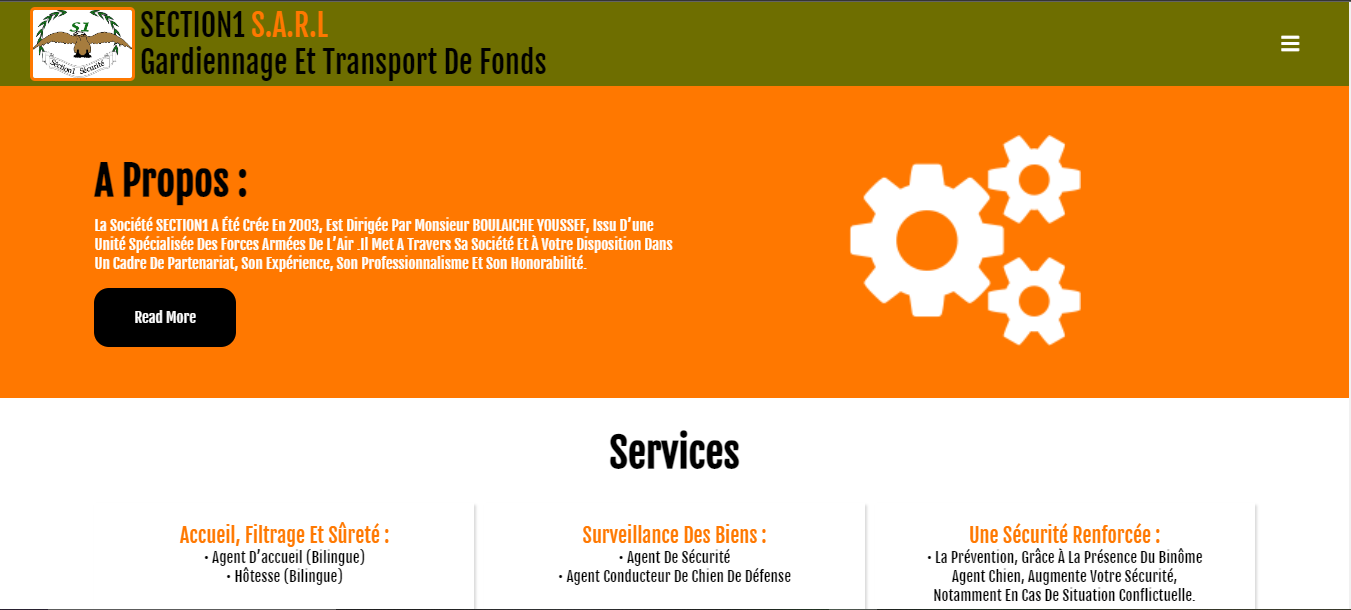 S1
Section1 Sécurité
SECTION1 S.A.R.L
Gardiennage Et Transport De Fonds
A Propos :
La Société SECTION1 A Été Crée En 2003, Est Dirigée Par Monsieur BOULAICHE YOUSSEF, Issu D’une
Unité Spécialisée Des Forces Armées De L’Air .Il Met A Travers Sa Société Et À Votre Disposition Dans
Un Cadre De Partenariat, Son Expérience, Son Professionnalisme Et Son Honorabilité.
Read More
Services
Accueil, Filtrage Et Sûreté :
• Agent D’accueil (Bilingue)
• Hôtesse (Bilingue)
Surveillance Des Biens :
• Agent De Sécurité
• Agent Conducteur De Chien De Défense
Une Sécurité Renforcée :
• La Prévention, Grâce À La Présence Du Binôme
Agent Chien, Augmente Votre Sécurité,
Notamment En Cas De Situation Conflictuelle.